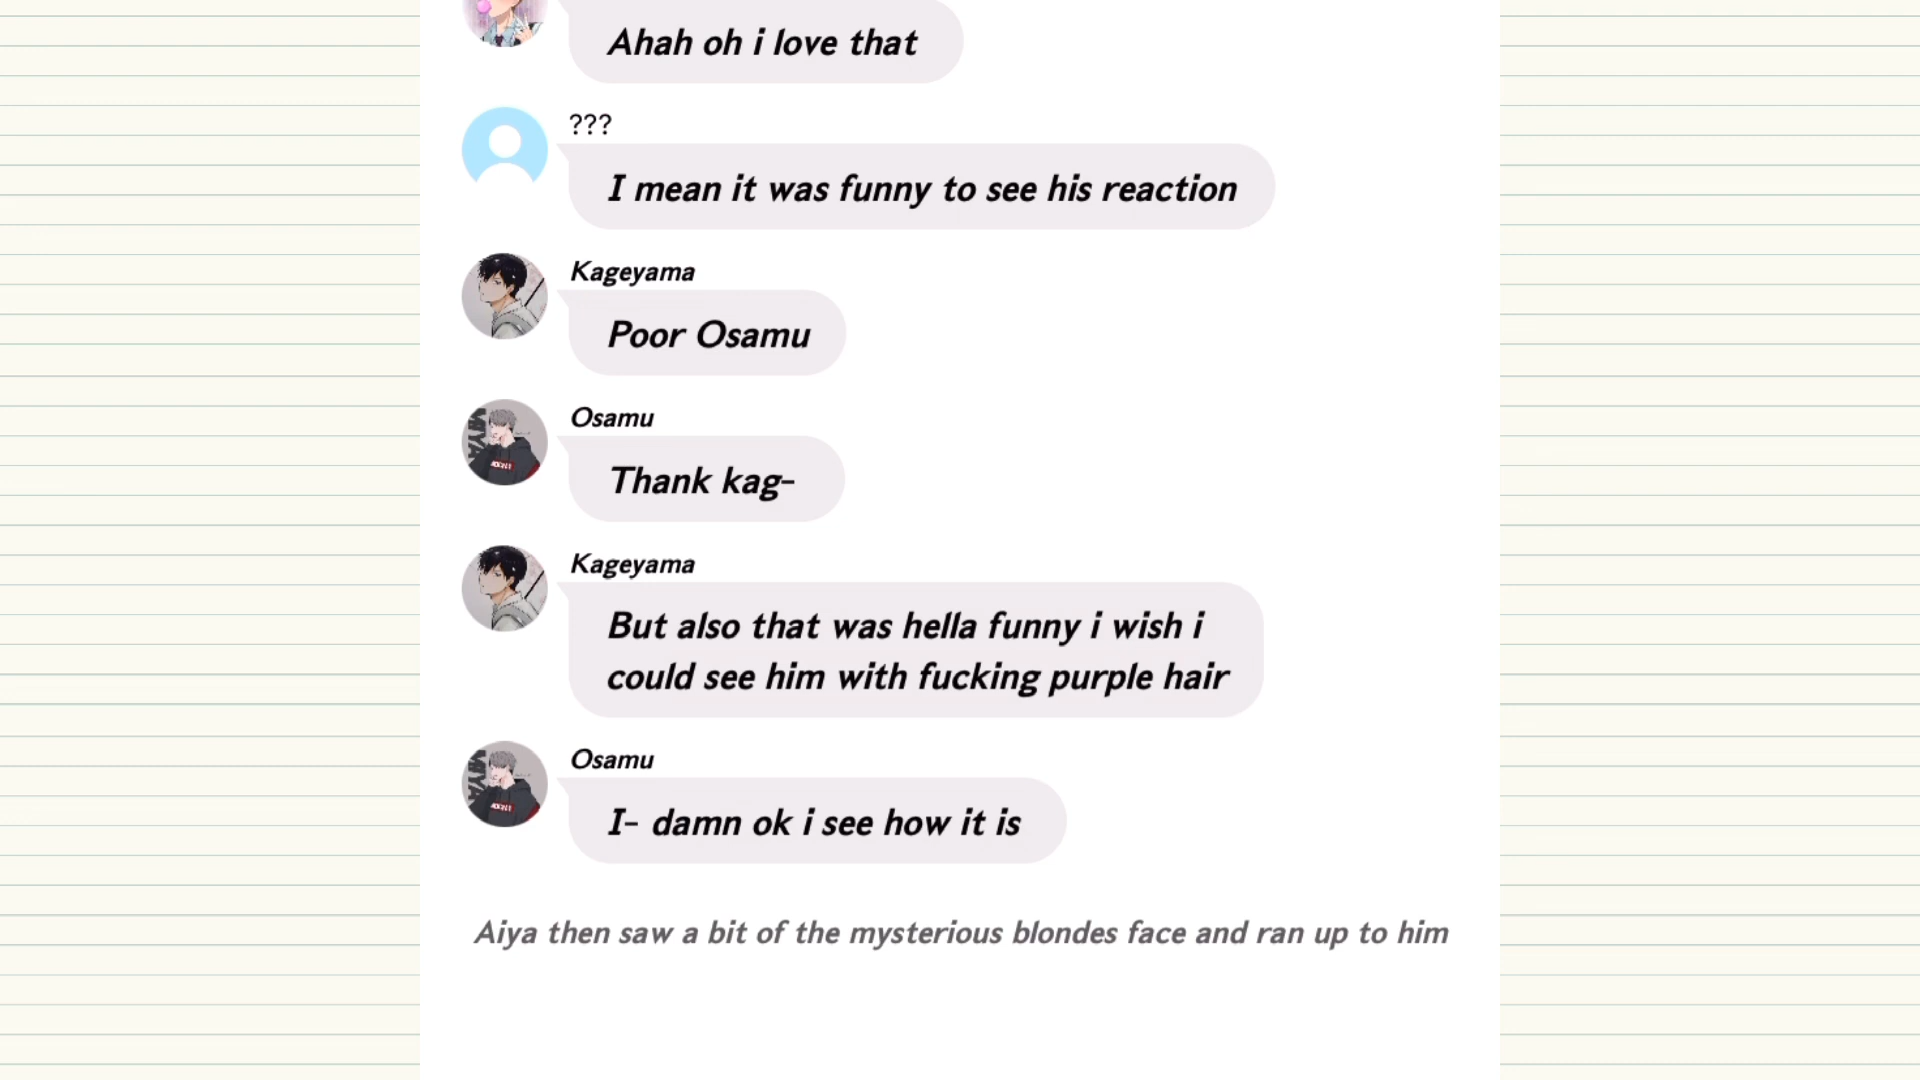 Ahah oh i love that
???
I mean it was funny to see his reaction
Kageyama
Poor Osamu
Osamu
Thank kag-
Kageyama
But also that was hella funny i wish i
could see him with fucking purple hair
Osamu
I- damn ok i see how it is
Aiya then saw a bit of the mysterious blondes face and ran up to him